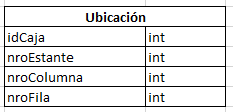 Ubicación
idCaja int
nroEstante int
nroColumna int
nroFila int